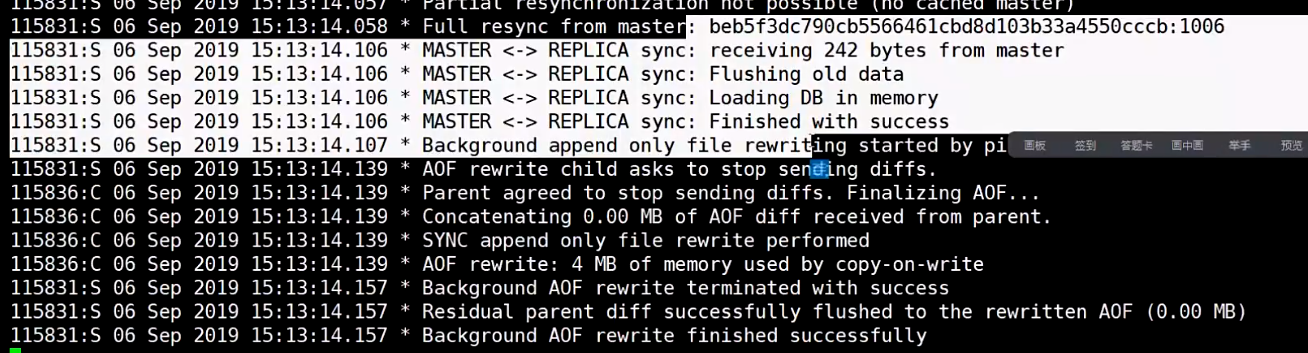 115831:S 06 Sep 2019 15:13:14.057 * Partial resynchronization not possible (no cached master)
115831:S 06 Sep 2019 15:13:14.058 * Full resync from master: beb5f3dc790cb5566461cbd8d103b33a4550cccb:1006
115831:S 06 Sep 2019 15:13:14.106 * MASTER <-> REPLICA sync: receiving 242 bytes from master
115831:S 06 Sep 2019 15:13:14.106 * MASTER <-> REPLICA sync: Flushing old data
115831:S 06 Sep 2019 15:13:14.106 * MASTER <-> REPLICA sync: Loading DB in memory
115831:S 06 Sep 2019 15:13:14.106 * MASTER <-> REPLICA sync: Finished with success
115831:S 06 Sep 2019 15:13:14.107 * Background append only file rewriting started by pi
画板 签到 答题卡 画中画 举手 预览
115831:S 06 Sep 2019 15:13:14.139 * AOF rewrite child asks to stop sending diffs.
115831:S 06 Sep 2019 15:13:14.139 * Parent agreed to stop sending diffs. Finalizing AOF...
115831:S 06 Sep 2019 15:13:14.139 * Concatenating 0.00 MB of AOF diff received from parent.
115836:C 06 Sep 2019 15:13:14.139 * SYNC append only file rewrite performed
115836:C 06 Sep 2019 15:13:14.139 * AOF rewrite: 4 MB of memory used by copy-on-write
115831:S 06 Sep 2019 15:13:14.157 * Background AOF rewrite terminated with success
115831:S 06 Sep 2019 15:13:14.157 * Residual parent diff successfully flushed to the rewritten AOF (0.00 MB)
115831:S 06 Sep 2019 15:13:14.157 * Background AOF rewrite finished successfully